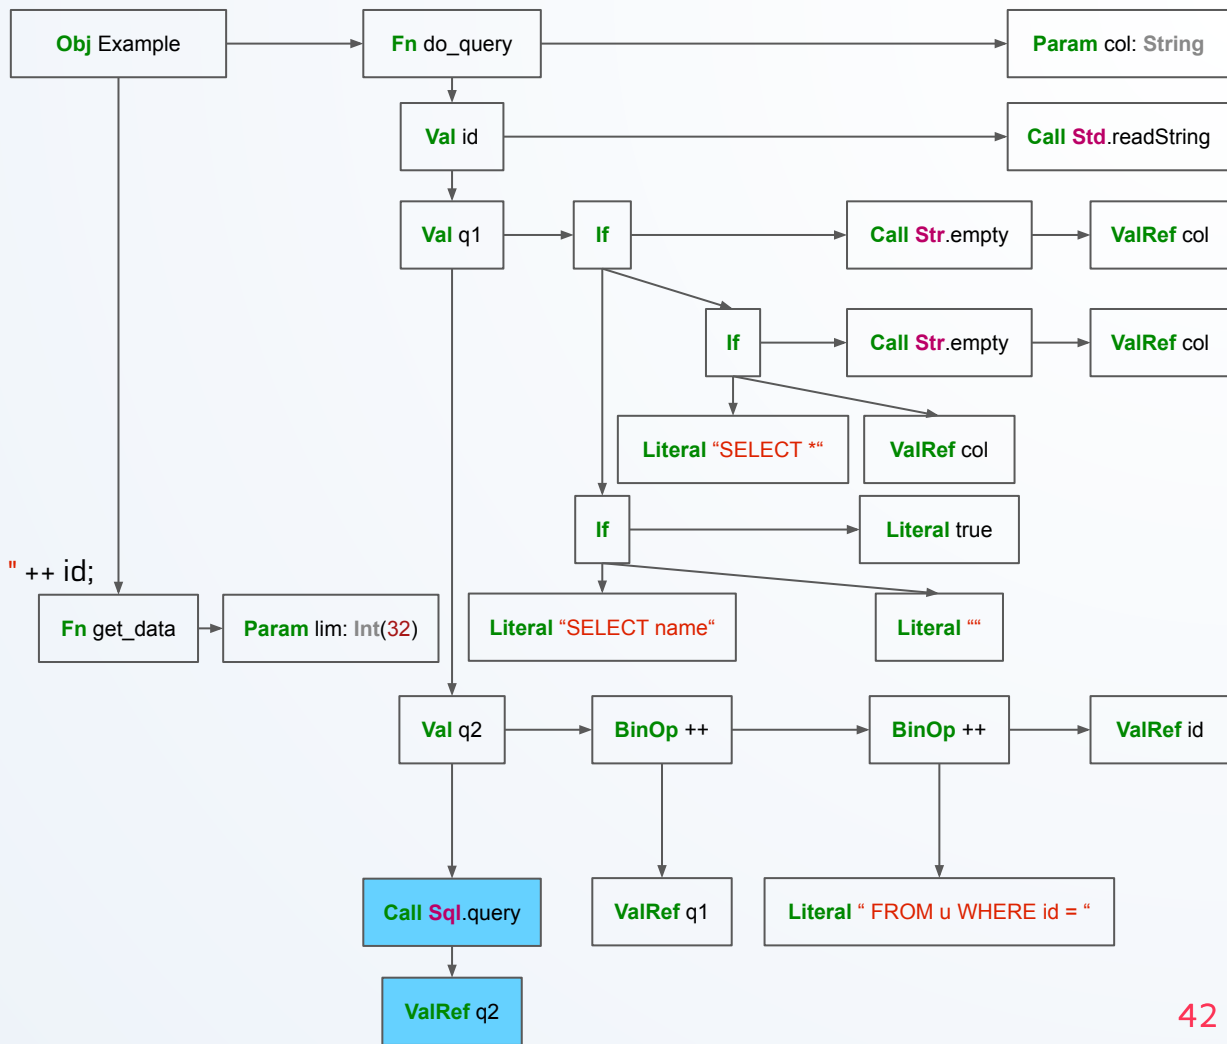 Obj Example
Fn do_query
Param col: String
Val id
Call Std.readString
Val q1
If
Call Str.empty
ValRef col
If
Call Str.empty
ValRef col
Literal “SELECT *“
ValRef col
If
Literal true
" ++ id;
Fn get_data
Param lim: Int(32)
Literal “SELECT name“
Literal ““
Val q2
BinOp ++
BinOp ++
ValRef id
Call Sql.query
ValRef q1
Literal “ FROM u WHERE id = “
ValRef q2
42